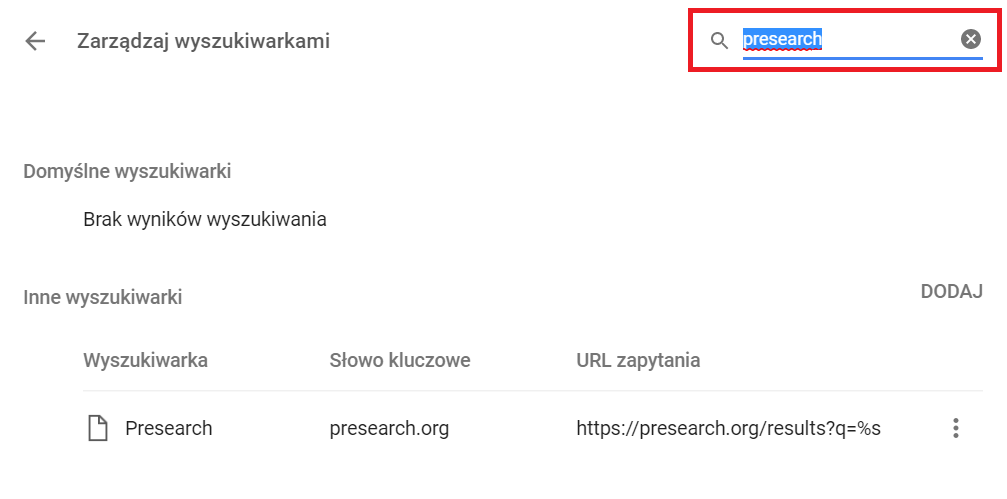 Zarządzaj wyszukiwarkami
presearch
Domyślne wyszukiwarki
Brak wyników wyszukiwania
Inne wyszukiwarki
DODAJ
Wyszukiwarka Słowo kluczowe URL zapytania
Presearch presearch.org https://presearch.org/results?q=%s